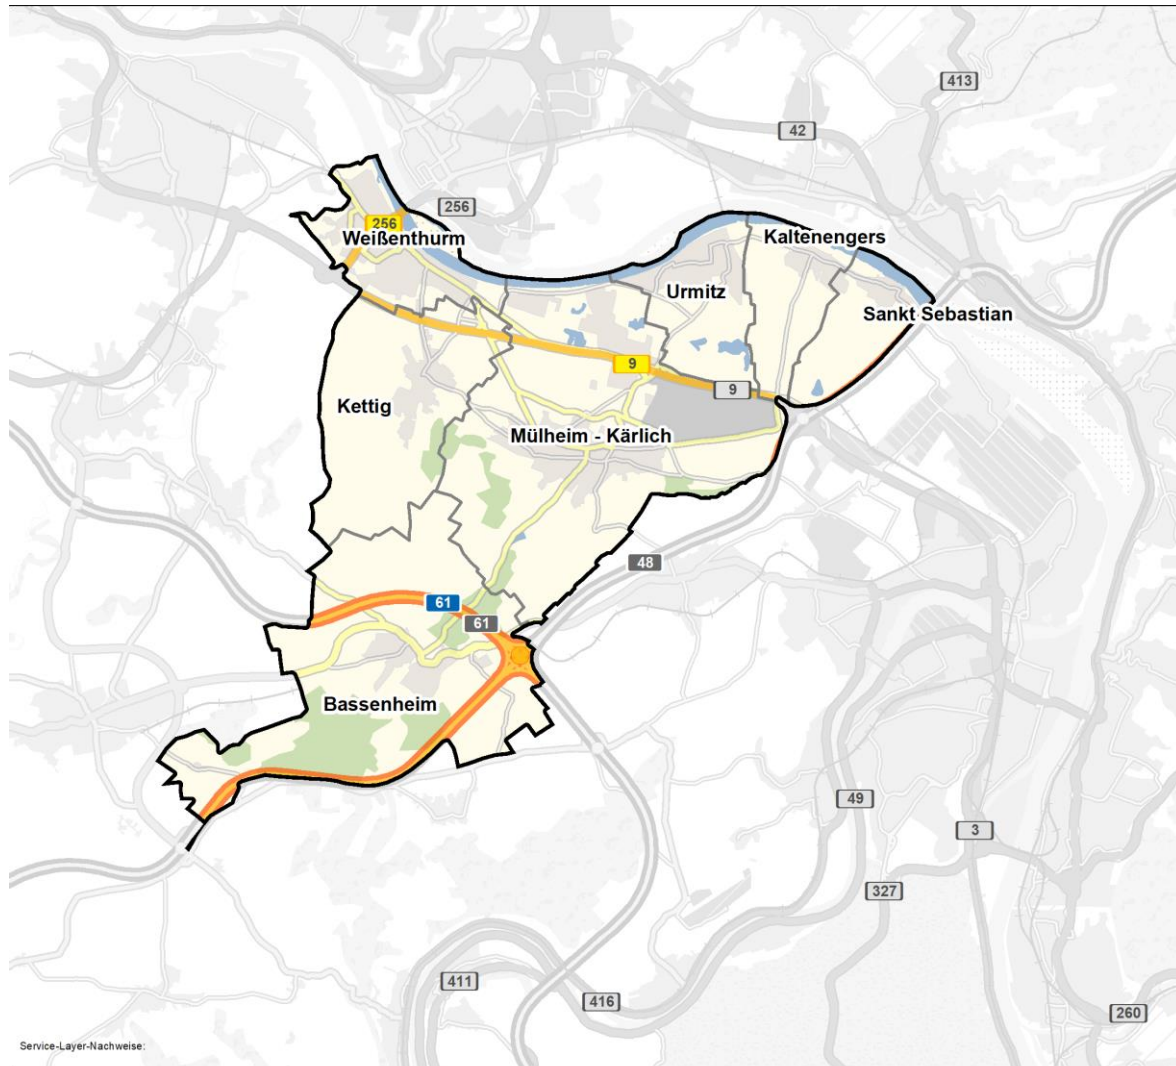 413
42
256
256
Weißenthurm
Kaltenengers
Urmitz
Sankt Sebastian
9
9
Kettig
Mülheim - Kärlich
48
61
61
Bassenheim
49
3
327
411
416
260
Service-Layer-Nachweise: